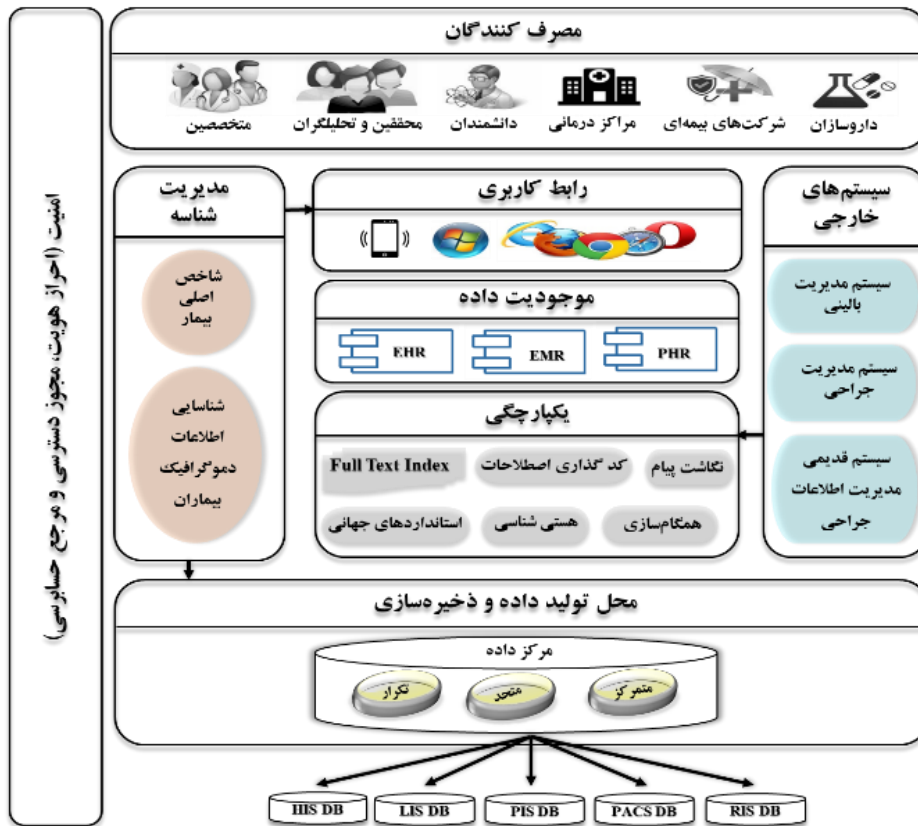 مصرف کنندگان
داروسازان
شرکت‌های بیمه‌ای
مراکز درمانی
دانشمندان
محققین و تحلیلگران
متخصصین
امنیت (احراز هویت، مجوز دسترسی و مرجع حسابرسی)
سیستم‌های
خارجی
سیستم مدیریت
بالینی
سیستم مدیریت
جراحی
سیستم قدیمی
مدیریت اطلاعات
جراحی
رابط کاربری
موجودیت داده
PHR
EMR
EHR
یکپارچگی
نگاشت پیام
کد گذاری اصطلاحات
Full Text Index
همگام‌سازی
هستی شناسی
استانداردهای جهانی
مدیریت
شناسه
شاخص
اصلی
بیمار
شناسایی
اطلاعات
دموگرافیک
بیماران
محل تولید داده و ذخیره‌سازی
مرکز داده
متمرکز
متحد
تکرار
HIS DB
LIS DB
PIS DB
PACS DB
RIS DB